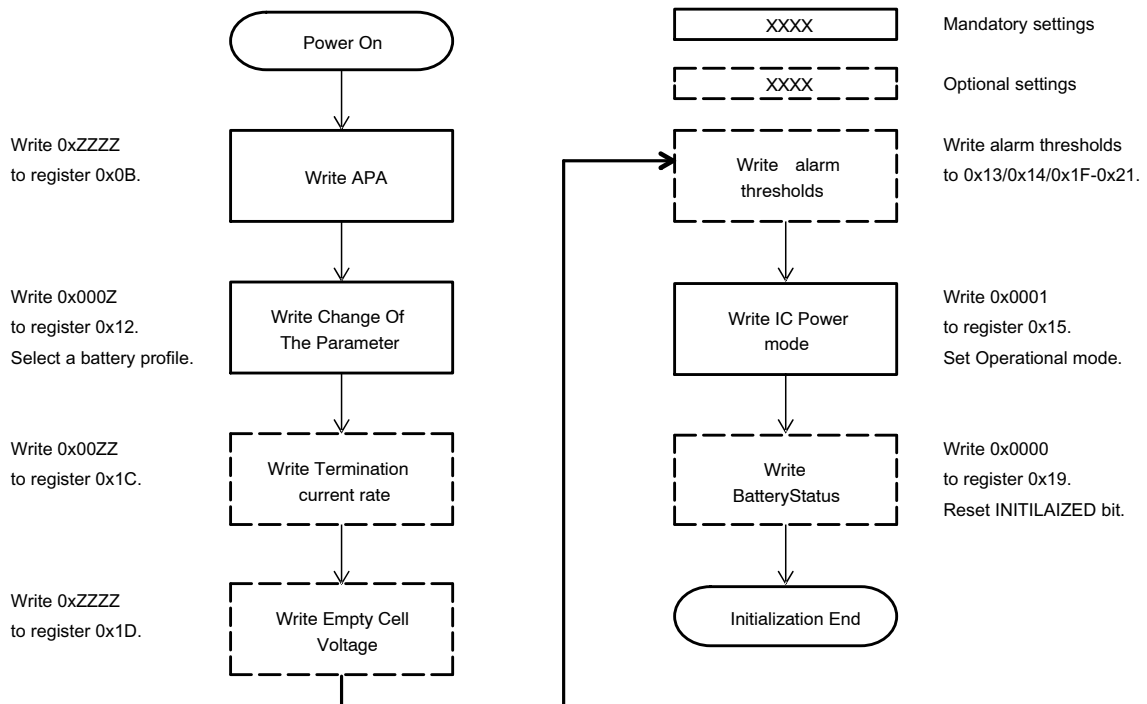 Power On
Write 0xZZZZ
to register 0x0B.
Write APA
Write 0x000Z
to register 0x12.
Select a battery profile.
Write Change Of
The Parameter
Write 0x00ZZ
to register 0x1C.
Write Termination
current rate
Write 0xZZZZ
to register 0x1D.
Write Empty Cell
Voltage
XXXX
Mandatory settings
XXXX
Optional settings
Write alarm
thresholds
Write alarm thresholds
to 0x13/0x14/0x1F-0x21.
Write IC Power
mode
Write 0x0001
to register 0x15.
Set Operational mode.
Write
BatteryStatus
Write 0x0000
to register 0x19.
Reset INITILAIZED bit.
Initialization End